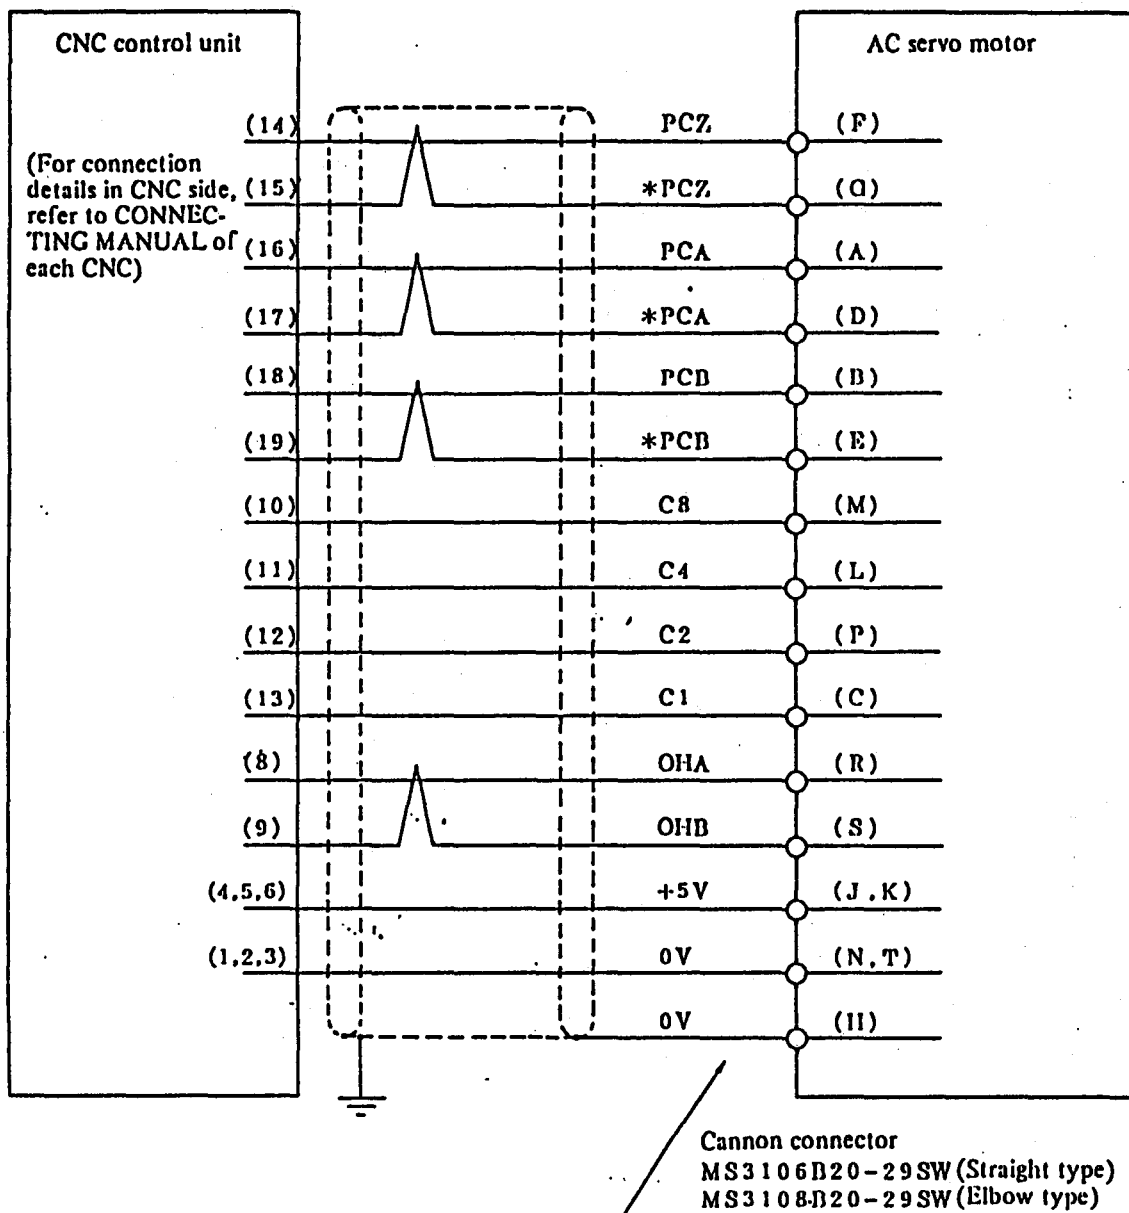 CNC control unit
AC servo motor
(14) PCZ (F)
(For connection
details in CNC side,
refer to CONNEC-
TING MANUAL of
each CNC)
(15) *PCZ (G)
(16) PCA (A)
(17) *PCA (D)
(18) PCB (B)
(19) *PCB (E)
(10) C8 (M)
(11) C4 (L)
(12) C2 (P)
(13) C1 (C)
(8) OHA (R)
(9) OHB (S)
(4,5,6) +5V (J,K)
(1,2,3) 0V (N,T)
0V (H)
Cannon connector
MS3106B20-29SW (Straight type)
MS3108B20-29SW (Elbow type)